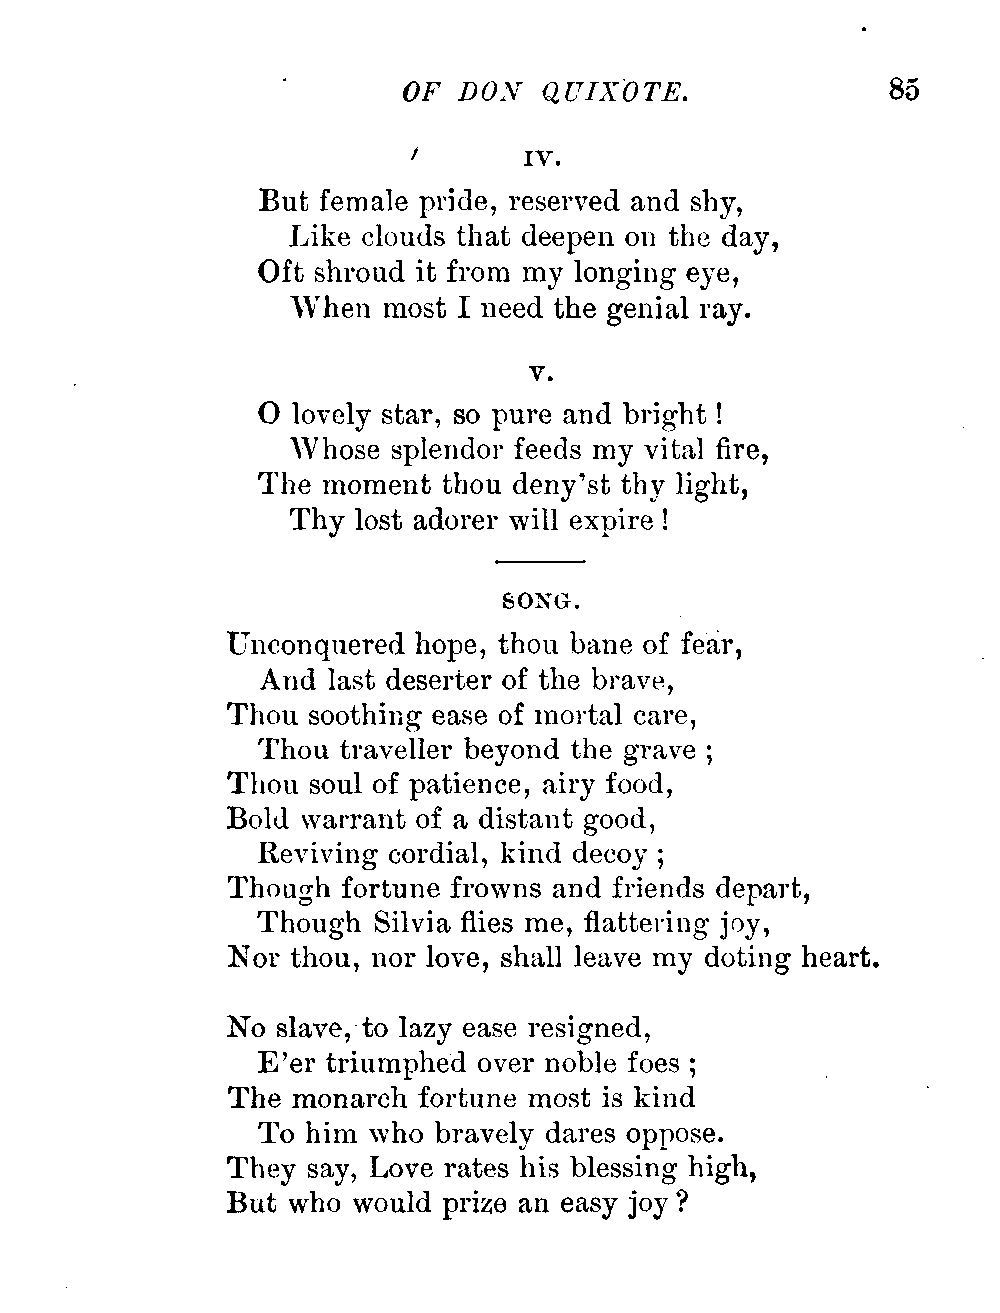 OF DON QUIXOTE. 85
IV.
But female pride, reserved and shy,
Like clouds that deepen on the day,
Oft shroud it from my longing eye,
When most I need the genial ray.
V.
O lovely star, so pure and bright !
Whose splendor feeds my vital fire,
The moment thou deny'st thy light,
Thy lost adorer will expire !
SONG.
Unconquered hope, thou bane of fear,
And last deserter of the brave,
Thou soothing ease of mortal care,
Thou traveller beyond the grave ;
Thou soul of patience, airy food,
Bold warrant of a distant good,
Reviving cordial, kind decoy ;
Though fortune frowns and friends depart,
Though Silvia flies me, flattering joy,
Nor thou, nor love, shall leave my doting heart.
No slave, to lazy ease resigned,
E'er triumphed over noble foes ;
The monarch fortune most is kind
To him who bravely dares oppose.
They say, Love rates his blessing high,
But who would prize an easy joy ?